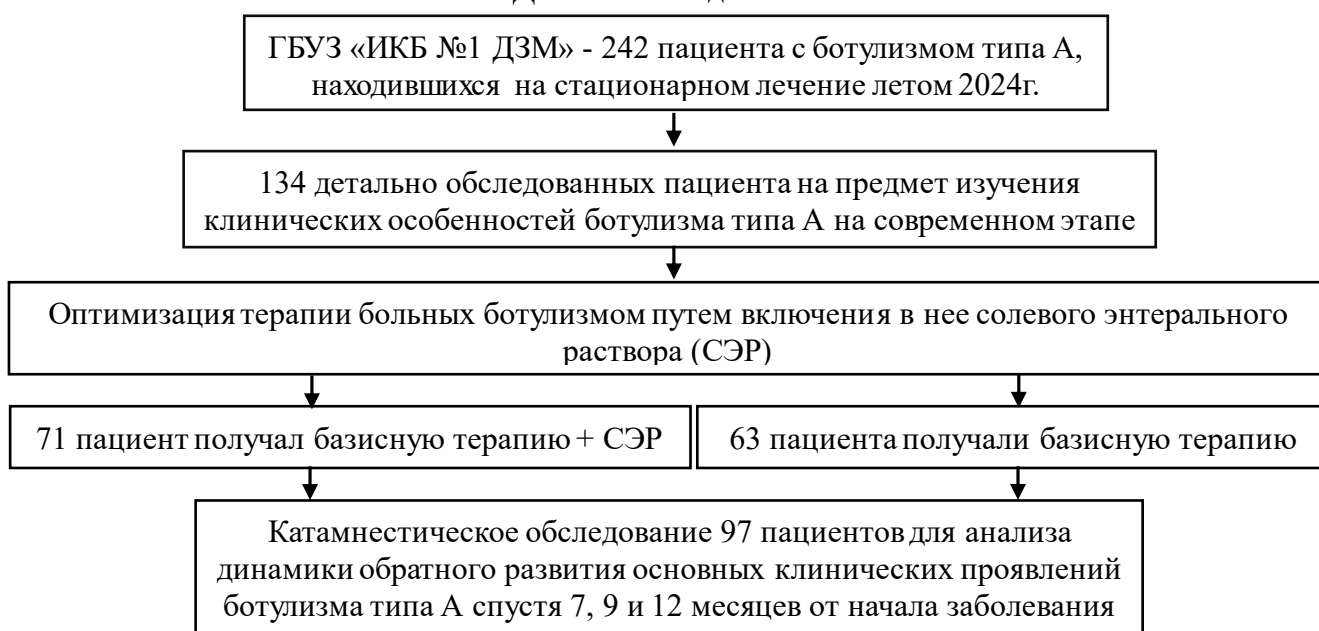 ГБУЗ «ИКБ №1 ДЗМ» - 242 пациента с ботулизмом типа А,
находившихся на стационарном лечение летом 2024г.
134 детально обследованных пациента на предмет изучения
клинических особенностей ботулизма типа А на современном этапе
Оптимизация терапии больных ботулизмом путем включения в нее солевого энтерального
раствора (СЭР)
71 пациент получал базисную терапию + СЭР
63 пациента получали базисную терапию
Катамнестическое обследование 97 пациентов для анализа
динамики обратного развития основных клинических проявлений
ботулизма типа А спустя 7, 9 и 12 месяцев от начала заболевания